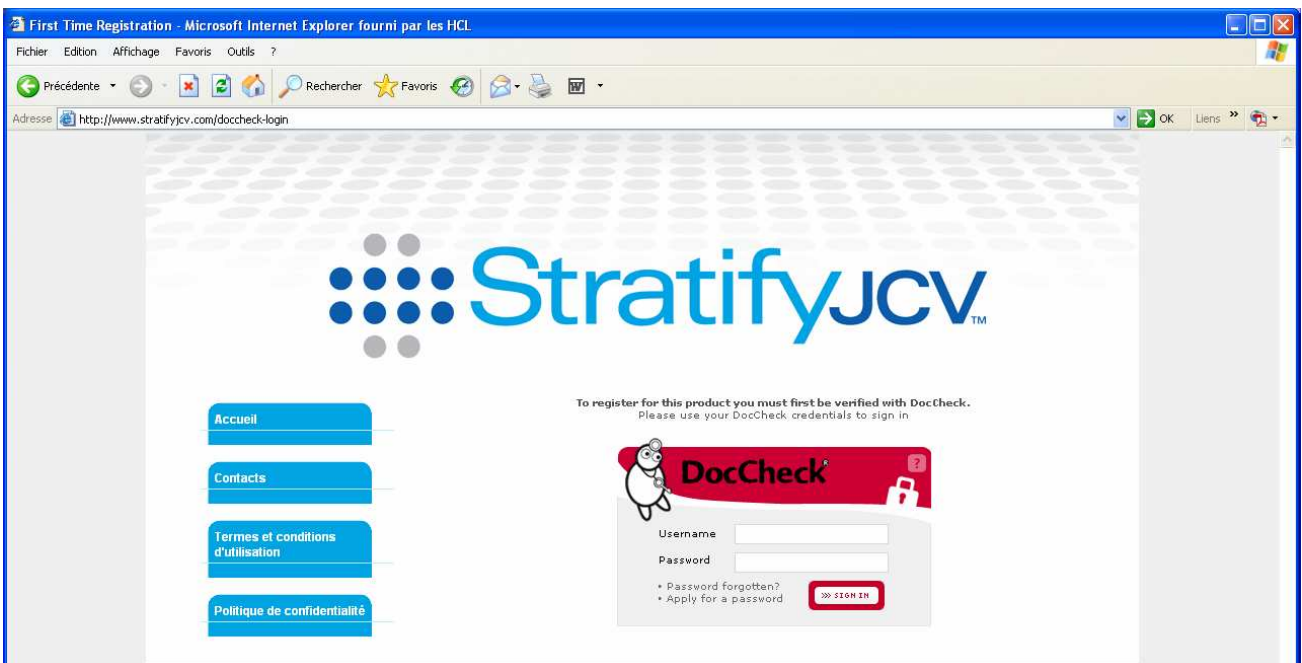 First Time Registration - Microsoft Internet Explorer fourni par les HCL
Fichier Edition Affichage Favoris Outils ?
Précédente Rechercher Favoris
Adresse http://www.stratifyjcv.com/doccheck-login OK Liens »
StratifyJCV™
To register for this product you must first be verified with DocCheck.
Please use your DocCheck credentials to sign in
Accueil
Contacts
Termes et conditions
d'utilisation
Politique de confidentialité
DocCheck® ?
Username
Password
• Password forgotten?
• Apply for a password
>>> SIGN IN